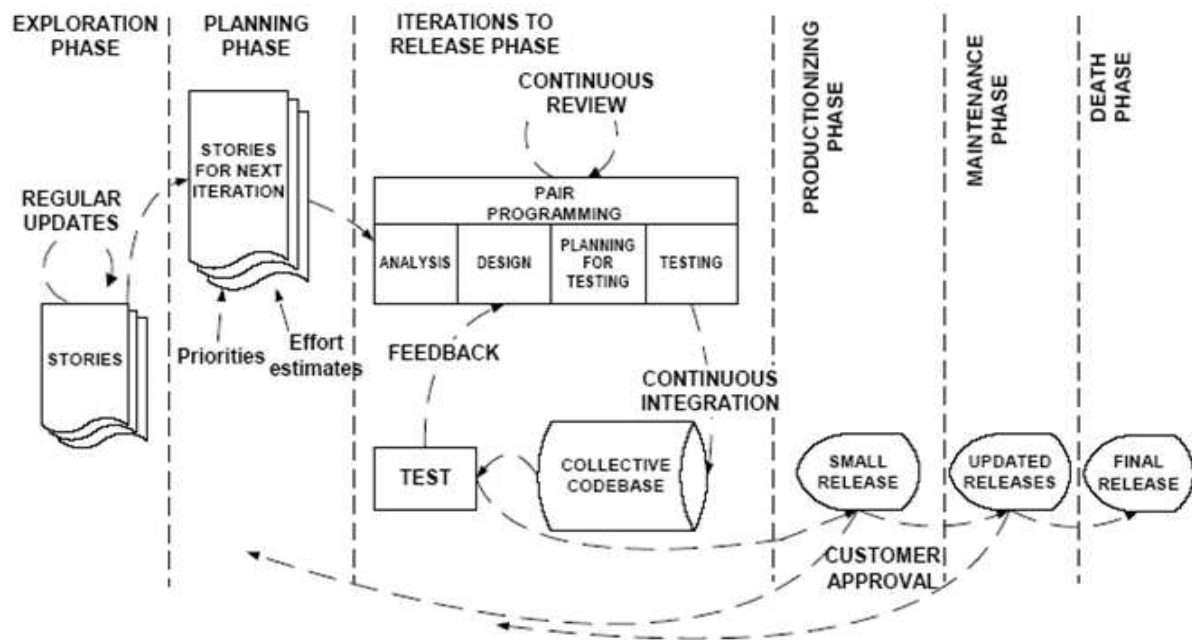 EXPLORATION
PHASE
PLANNING
PHASE
ITERATIONS TO
RELEASE PHASE
PRODUCTIONIZING
PHASE
MAINTENANCE
PHASE
DEATH
PHASE
CONTINUOUS
REVIEW
REGULAR
UPDATES
STORIES
FOR NEXT
ITERATION
PAIR
PROGRAMMING
ANALYSIS
DESIGN
PLANNING
FOR
TESTING
TESTING
STORIES
Priorities
Effort
estimates
FEEDBACK
CONTINUOUS
INTEGRATION
TEST
COLLECTIVE
CODEBASE
SMALL
RELEASE
UPDATED
RELEASES
FINAL
RELEASE
CUSTOMER
APPROVAL